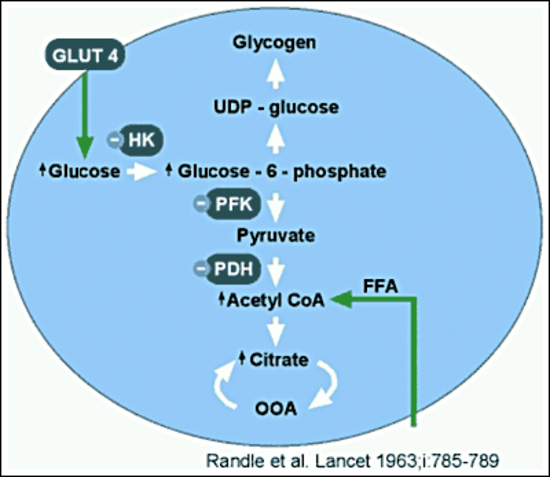 GLUT 4
Glycogen
UDP - glucose
− HK
↑Glucose ↑ Glucose - 6 - phosphate
− PFK
Pyruvate
− PDH
↑Acetyl CoA
FFA
↑ Citrate
OOA
Randle et al. Lancet 1963;i:785-789